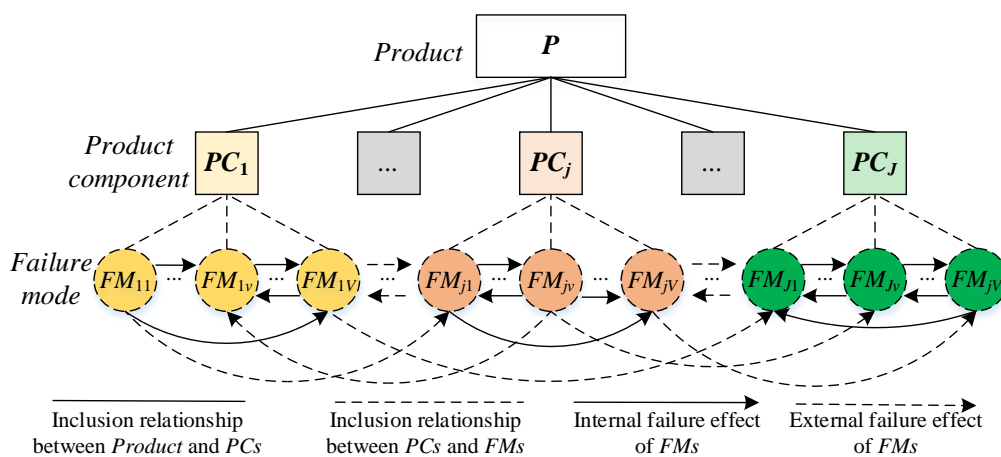 Product
P
Product
component
PC1
...
PCj
...
PCJ
Failure
mode
FM11
...
FM1v
...
FM1V
...
FMj1
...
FMjv
...
FMjV
...
FMJ1
...
FMJv
...
FMjV
Inclusion relationship
between Product and PCs
Inclusion relationship
between PCs and FMs
Internal failure effect
of FMs
External failure effect
of FMs